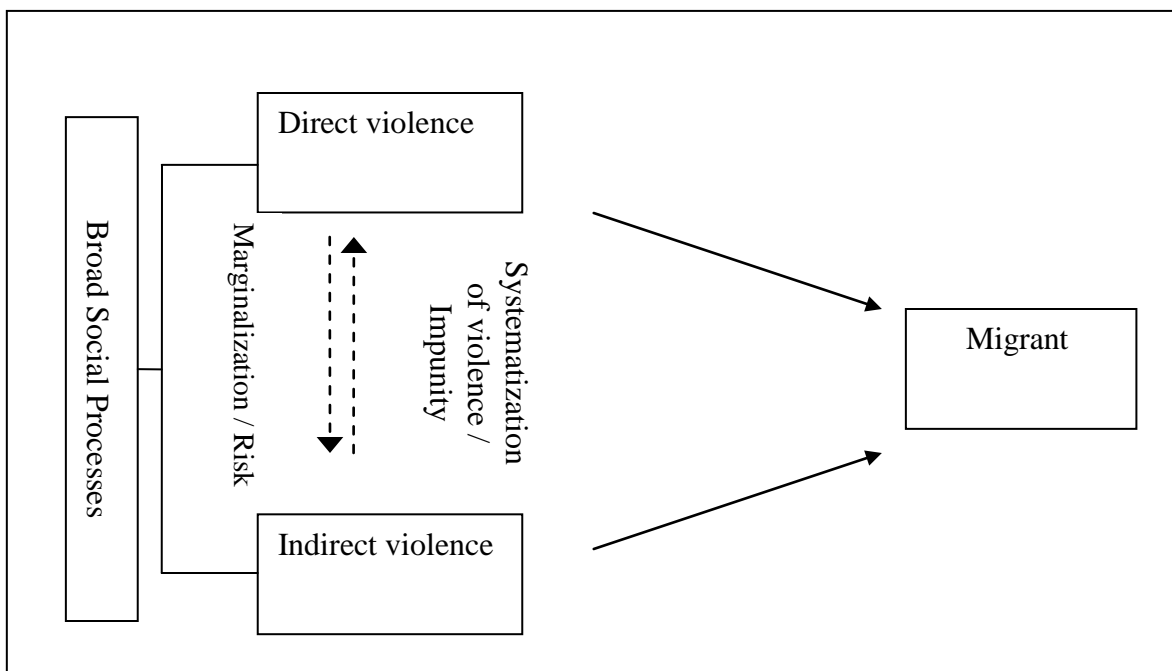 Direct violence
Broad Social Processes
Marginalization / Risk
Systematization
of violence /
Impunity
Migrant
Indirect violence